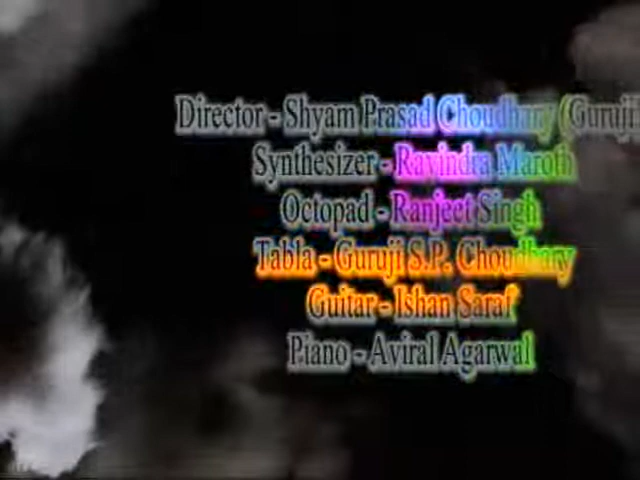 Director - Shyam Prasad Choudhary (Guruji)
Synthesizer - Ravindra Maroth
Octopad - Ranjeet Singh
Tabla - Guruji S.P. Choudhary
Guitar - Ishan Saraf
Piano - Aviral Agarwal